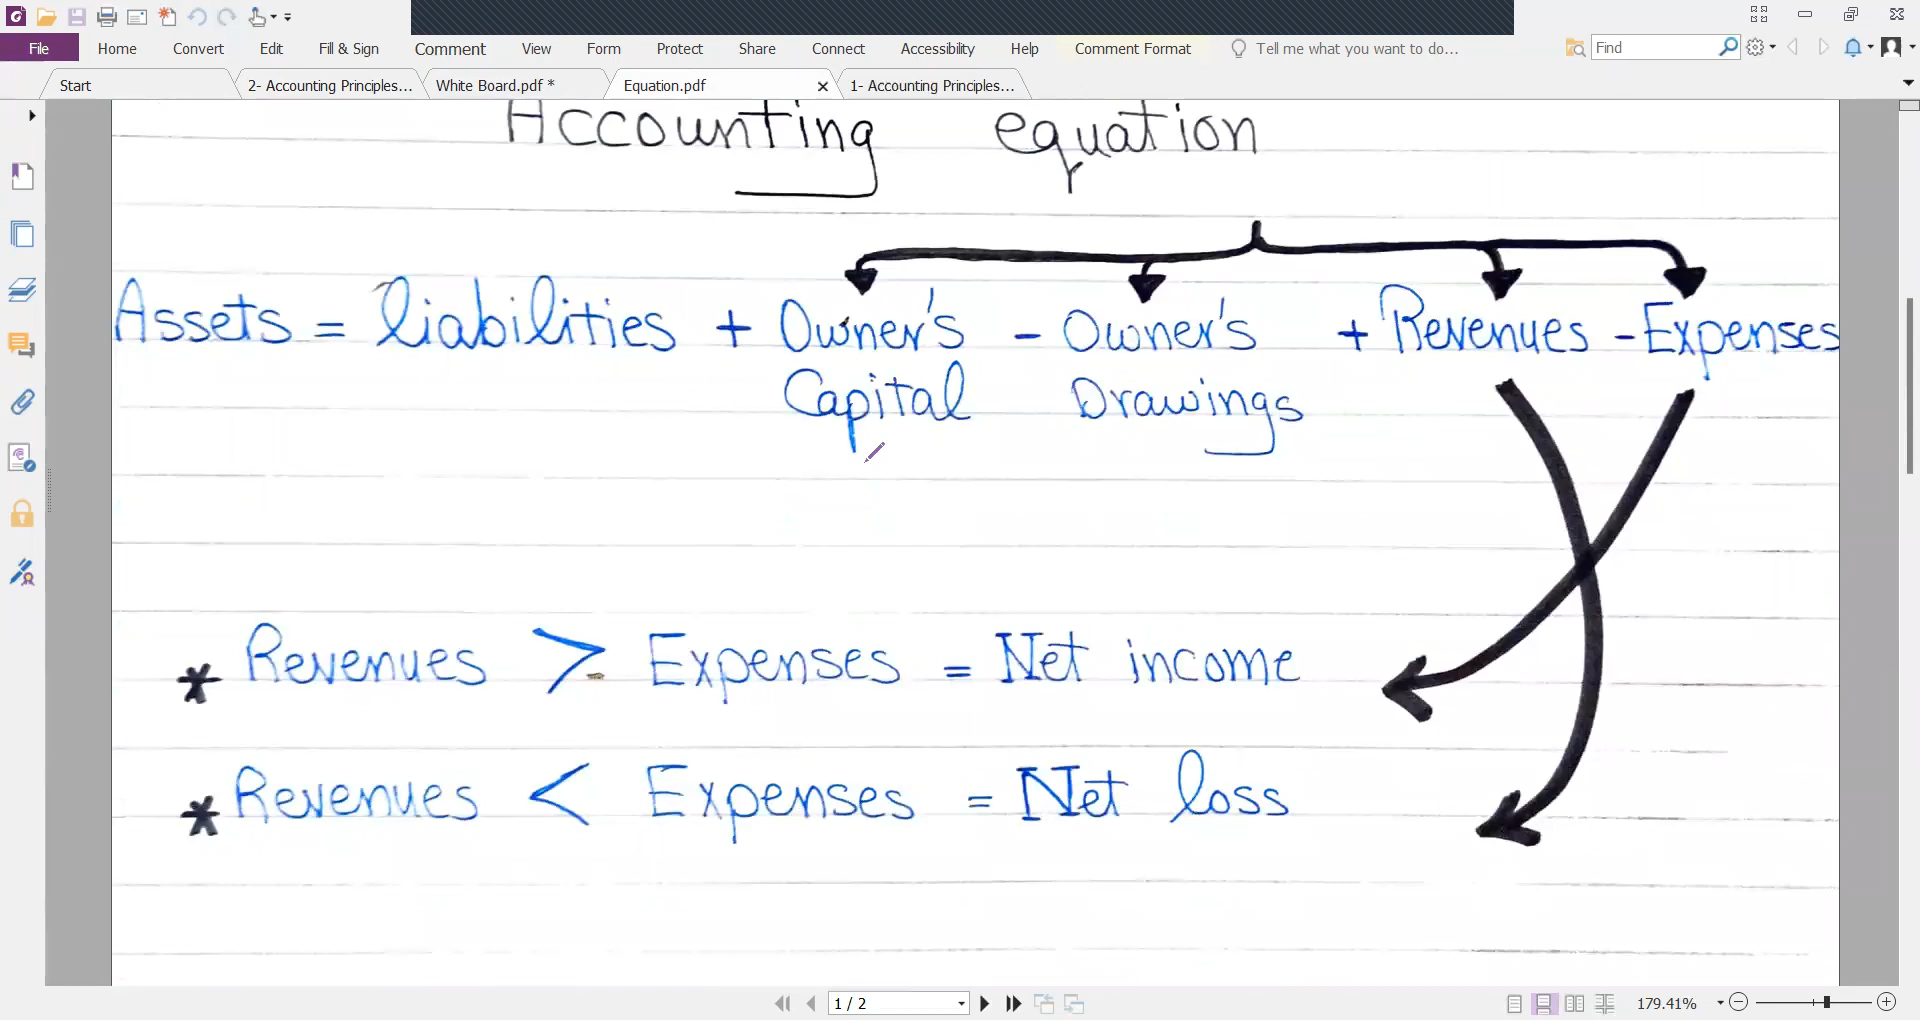 File Home Convert Edit Fill & Sign Comment View Form Protect Share Connect Accessibility Help Comment Format Tell me what you want to do... Find
Start 2- Accounting Principles... White Board.pdf * Equation.pdf 1- Accounting Principles...
Accounting equation
Assets = liabilities + Owner's - Owner's + Revenues - Expenses
Capital Drawings
* Revenues > Expenses = Net income
* Revenues < Expenses = Net loss
1 / 2 179.41%